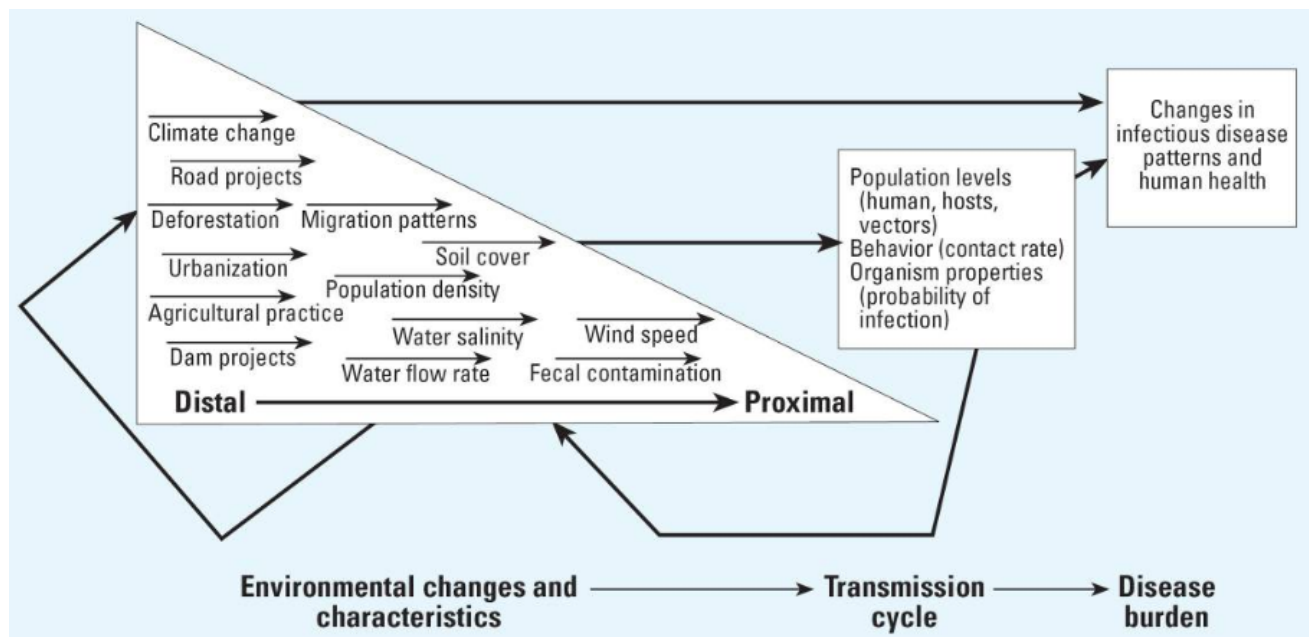 Climate change
Road projects
Deforestation
Migration patterns
Soil cover
Urbanization
Population density
Agricultural practice
Water salinity
Wind speed
Dam projects
Water flow rate
Fecal contamination
Distal
Proximal
Population levels
(human, hosts,
vectors)
Behavior (contact rate)
Organism properties
(probability of
infection)
Changes in
infectious disease
patterns and
human health
Environmental changes and
characteristics
Transmission
cycle
Disease
burden